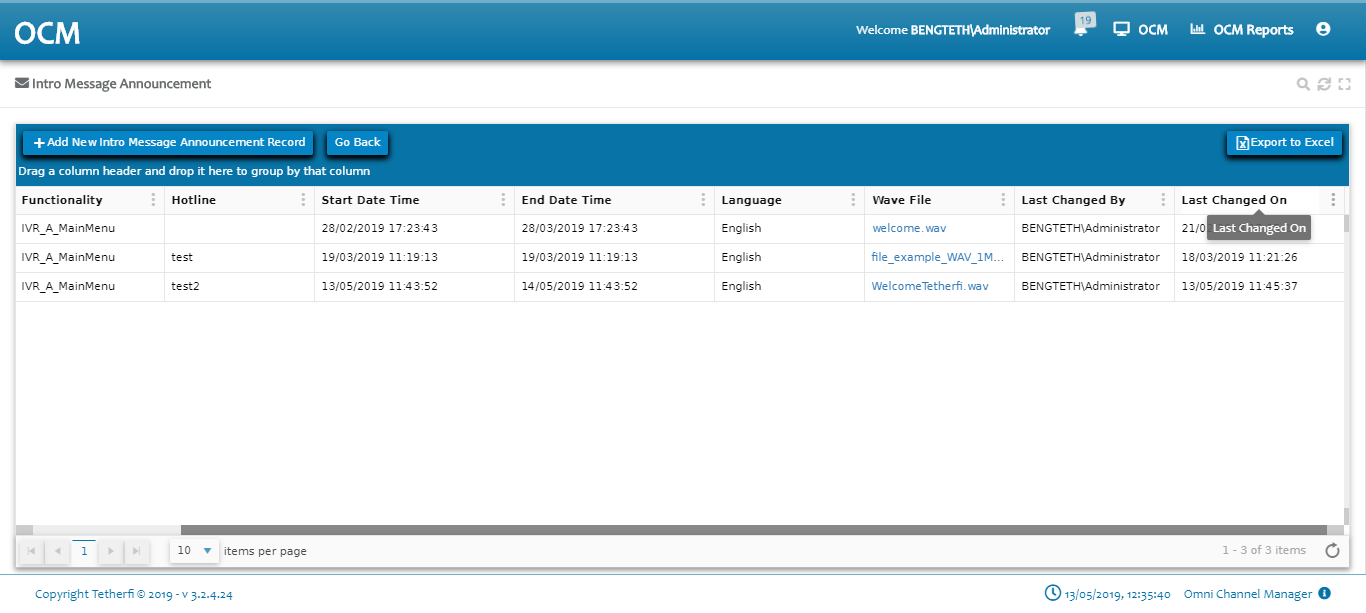 OCM
Welcome BENGTETH\Administrator 19 OCM OCM Reports
Intro Message Announcement
Add New Intro Message Announcement Record Go Back Export to Excel
Drag a column header and drop it here to group by that column
Functionality Hotline Start Date Time End Date Time Language Wave File Last Changed By Last Changed On
IVR_A_MainMenu 28/02/2019 17:23:43 28/03/2019 17:23:43 English welcome.wav BENGTETH\Administrator Last Changed On
IVR_A_MainMenu test 19/03/2019 11:19:13 19/03/2019 11:19:13 English file_example_WAV_1M... BENGTETH\Administrator 18/03/2019 11:21:26
IVR_A_MainMenu test2 13/05/2019 11:43:52 14/05/2019 11:43:52 English WelcomeTetherfi.wav BENGTETH\Administrator 13/05/2019 11:45:37
1 10 items per page 1 - 3 of 3 items
Copyright Tetherfi © 2019 - v 3.2.4.24 13/05/2019, 12:35:40 Omni Channel Manager